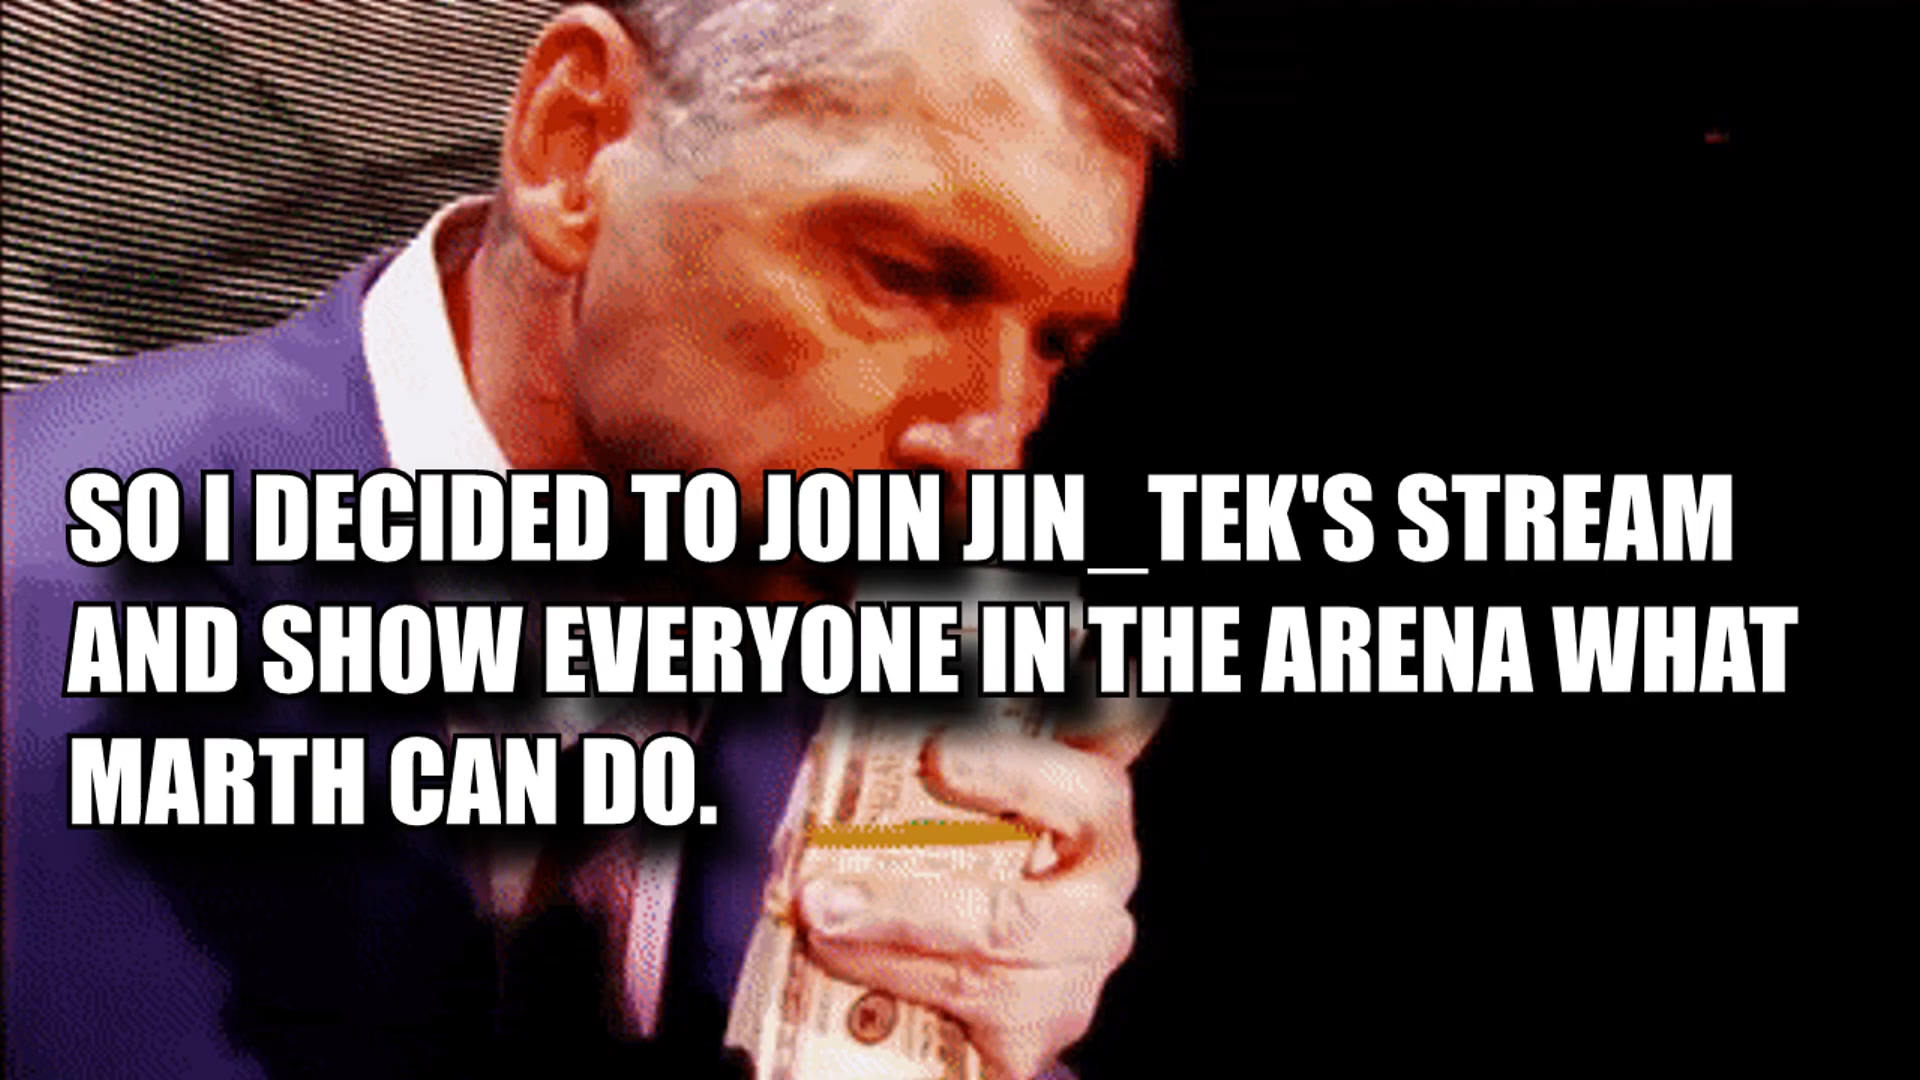 SO I DECIDED TO JOIN JIN_TEK'S STREAM
AND SHOW EVERYONE IN THE ARENA WHAT
MARTH CAN DO.